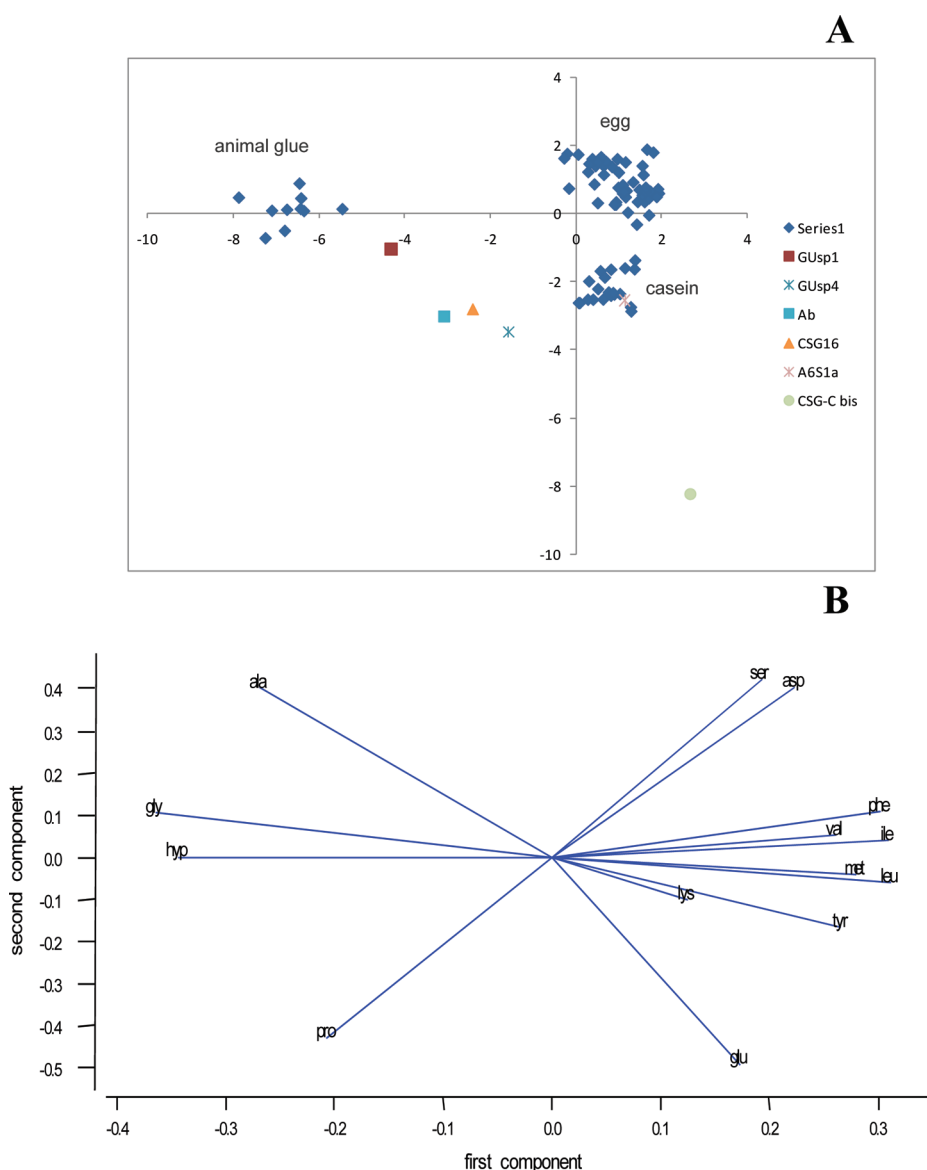 A
4
animal glue
egg
2
0
-10 -8 -6 -4 -2 0 2 4
-2
casein
-4
-6
-8
-10
Series1
GUsp1
GUsp4
Ab
CSG16
A6S1a
CSG-C bis
B
0.4
0.3
0.2
0.1
0.0
-0.1
-0.2
-0.3
-0.4
-0.5
second component
ala
ser
asp
gly
phe
val
ile
hyp
met
leu
lys
tyr
pro
glu
-0.4 -0.3 -0.2 -0.1 0.0 0.1 0.2 0.3
first component